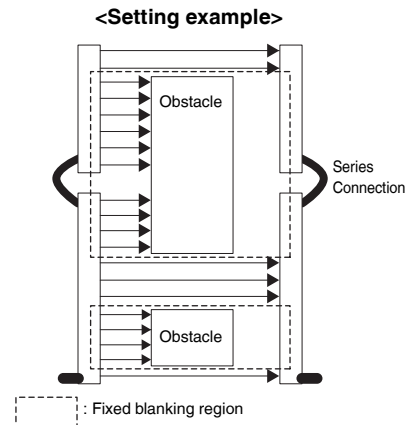 <Setting example>
Obstacle
Series
Connection
Obstacle
: Fixed blanking region